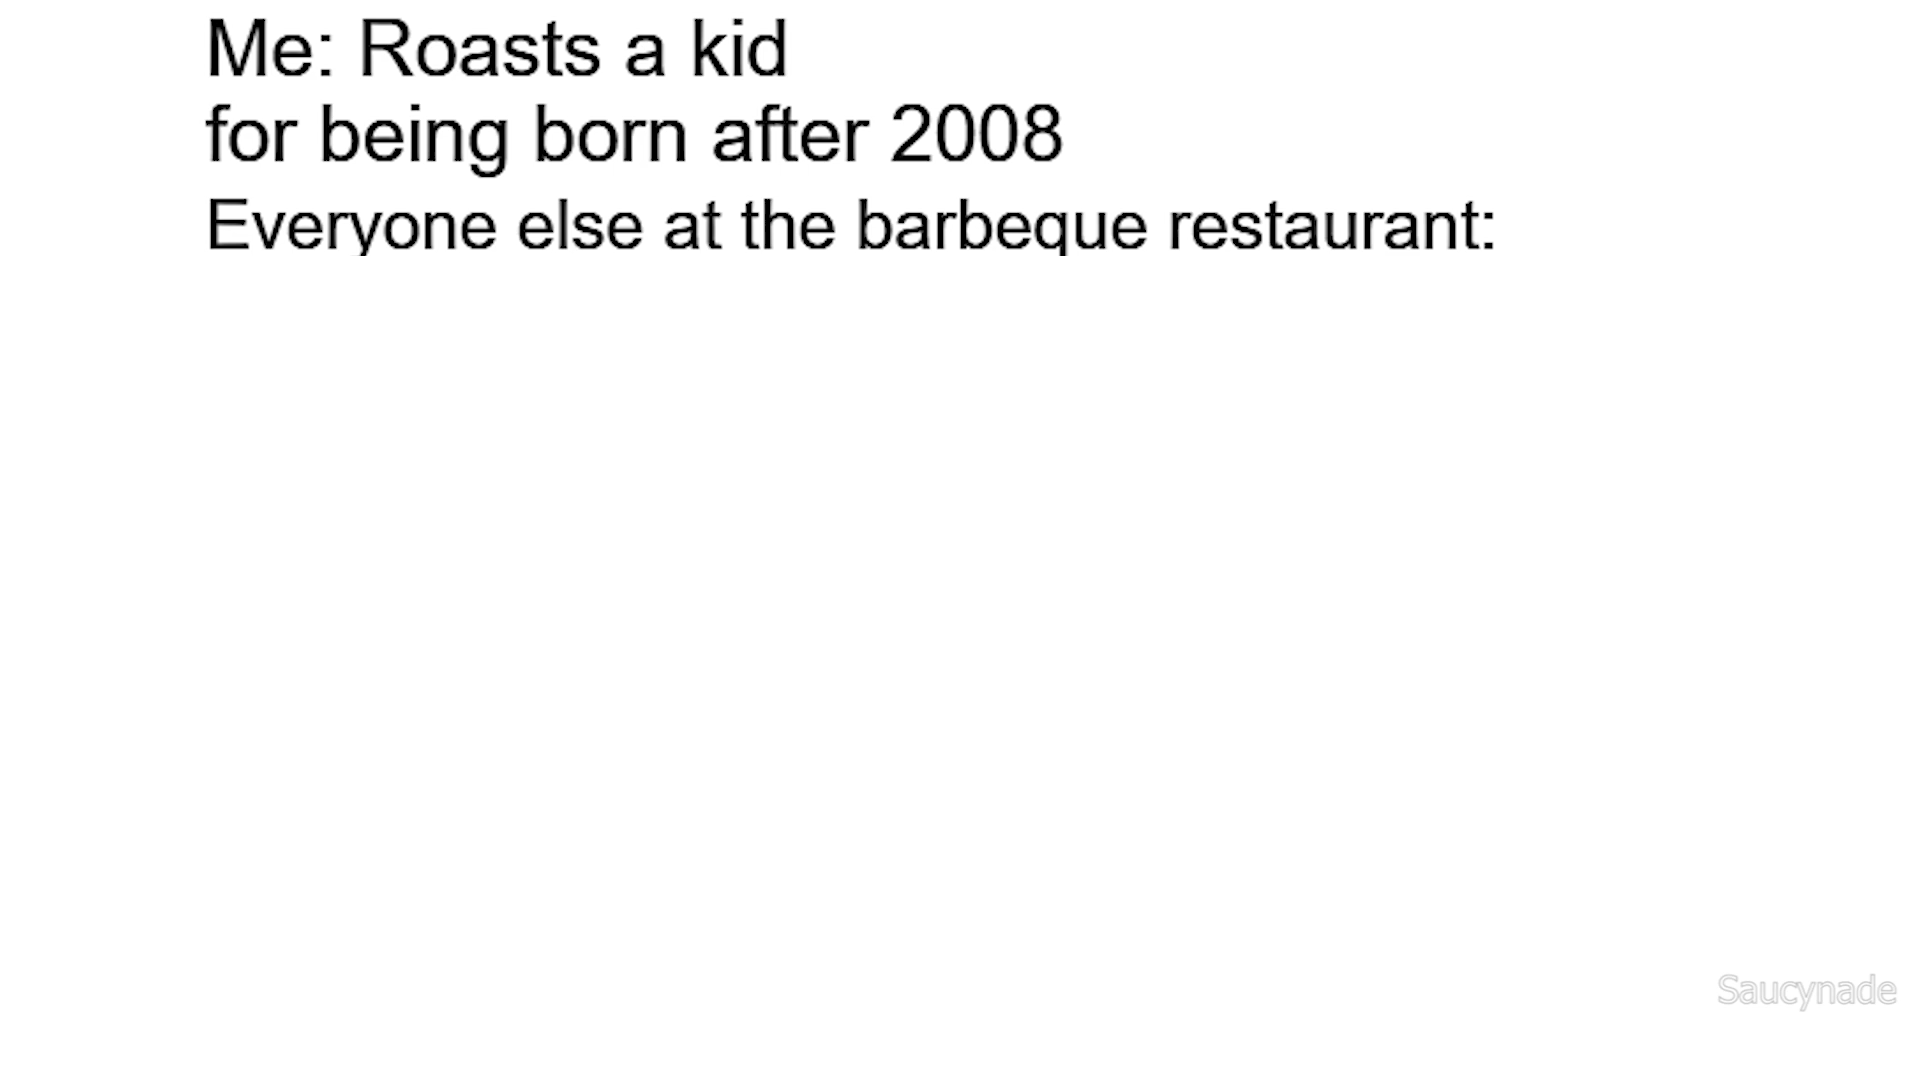 Me: Roasts a kid
for being born after 2008
Everyone else at the barbeque restaurant:
Saucynade